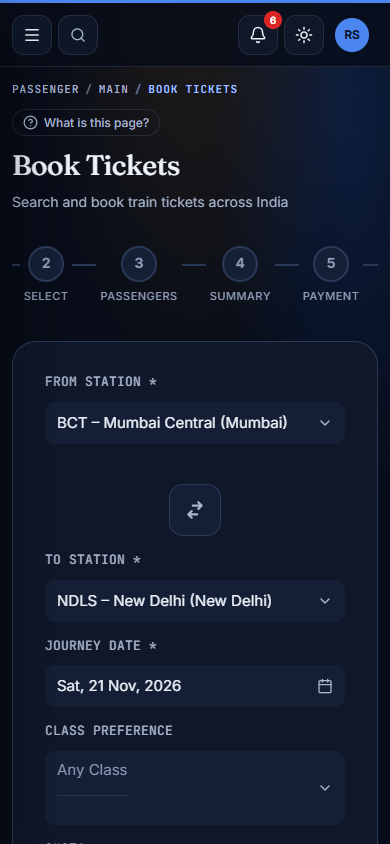 6
RS
PASSENGER / MAIN / BOOK TICKETS
What is this page?
Book Tickets
Search and book train tickets across India
2
3
4
5
SELECT
PASSENGERS
SUMMARY
PAYMENT
FROM STATION *
BCT – Mumbai Central (Mumbai)
TO STATION *
NDLS – New Delhi (New Delhi)
JOURNEY DATE *
Sat, 21 Nov, 2026
CLASS PREFERENCE
Any Class